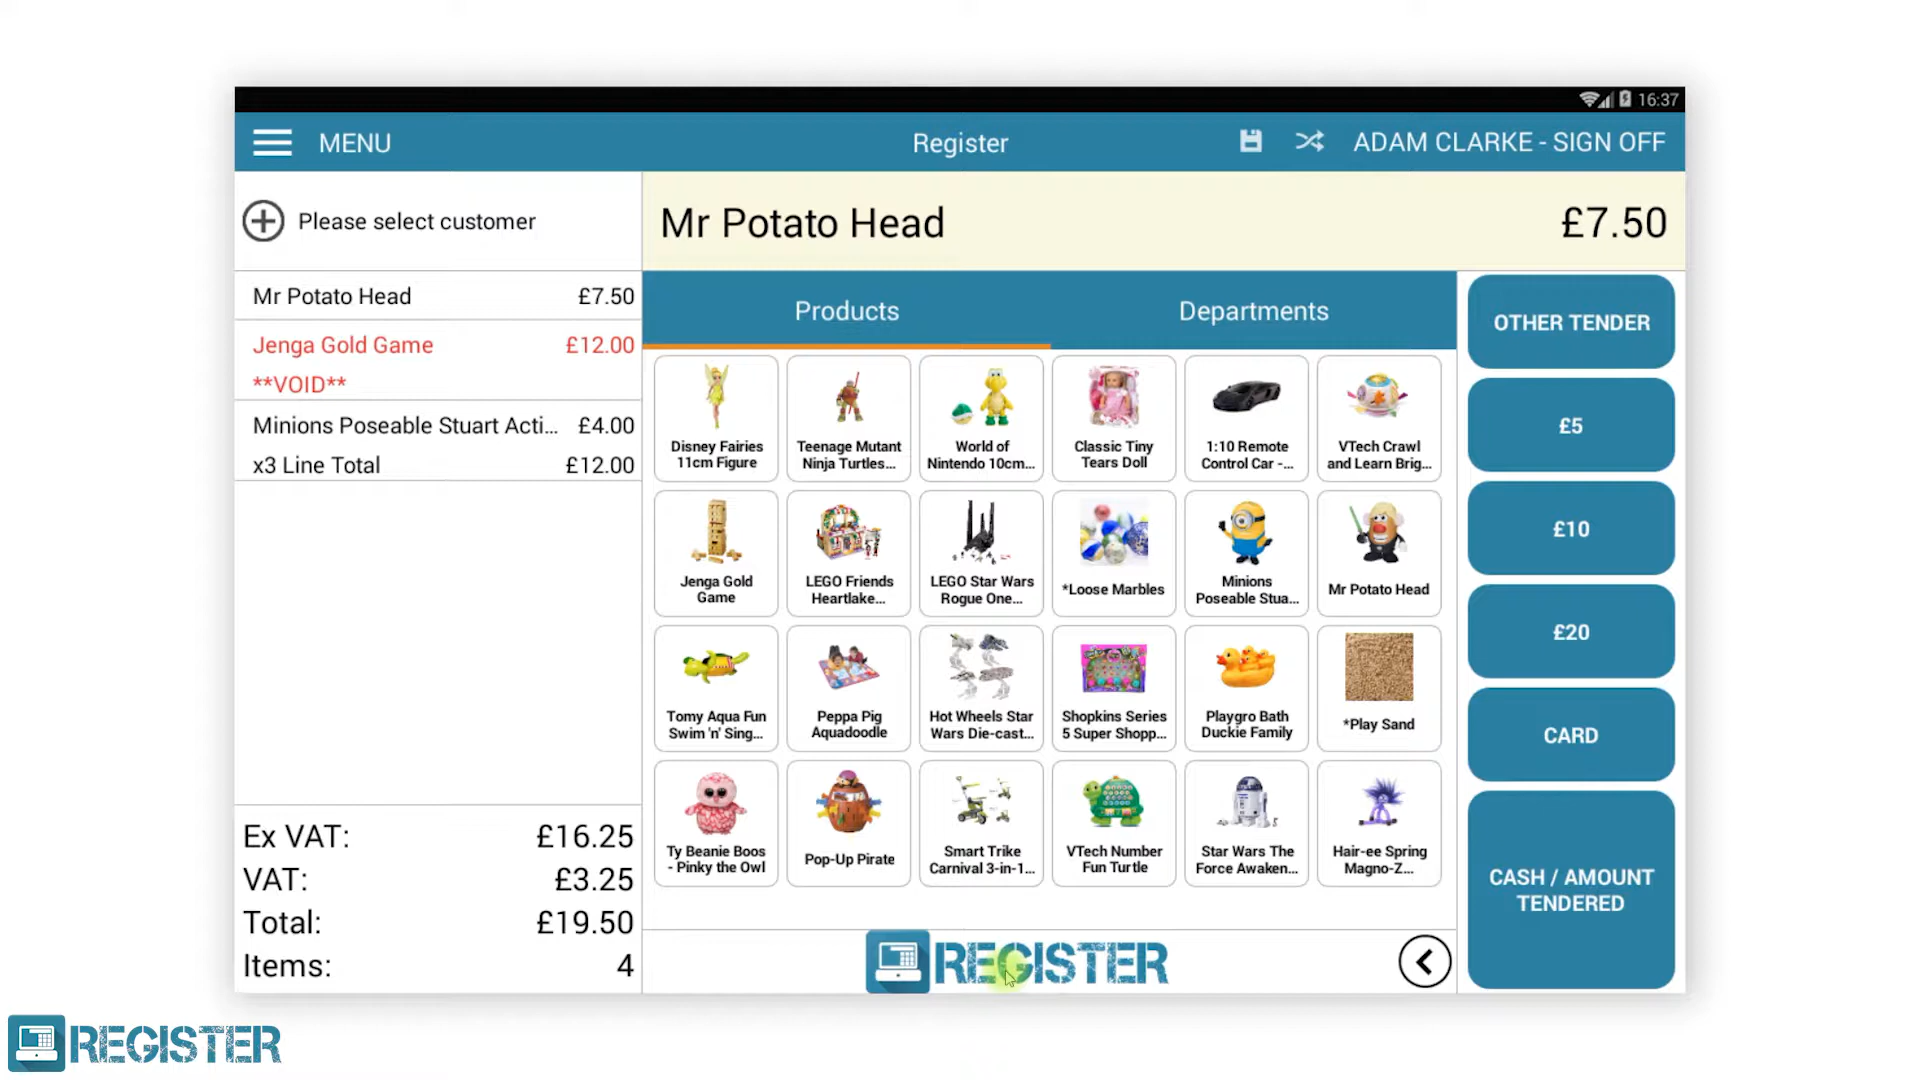 16:37
MENU
Register
ADAM CLARKE - SIGN OFF
Please select customer
Mr Potato Head £7.50
Mr Potato Head £7.50
Jenga Gold Game £12.00
**VOID**
Minions Poseable Stuart Acti... £4.00
x3 Line Total £12.00
Ex VAT: £16.25
VAT: £3.25
Total: £19.50
Items: 4
Products
Departments
Disney Fairies
11cm Figure
Teenage Mutant
Ninja Turtles...
World of
Nintendo 10cm...
Classic Tiny
Tears Doll
1:10 Remote
Control Car -...
VTech Crawl
and Learn Brig...
Jenga Gold
Game
LEGO Friends
Heartlake...
LEGO Star Wars
Rogue One...
*Loose Marbles
Minions
Poseable Stua...
Mr Potato Head
Tomy Aqua Fun
Swim 'n' Sing...
Peppa Pig
Aquadoodle
Hot Wheels Star
Wars Die-cast...
Shopkins Series
5 Super Shopp...
Playgro Bath
Duckie Family
*Play Sand
Ty Beanie Boos
- Pinky the Owl
Pop-Up Pirate
Smart Trike
Carnival 3-in-1...
VTech Number
Fun Turtle
Star Wars The
Force Awaken...
Hair-ee Spring
Magno-Z...
OTHER TENDER
£5
£10
£20
CARD
CASH / AMOUNT
TENDERED
REGISTER
REGISTER